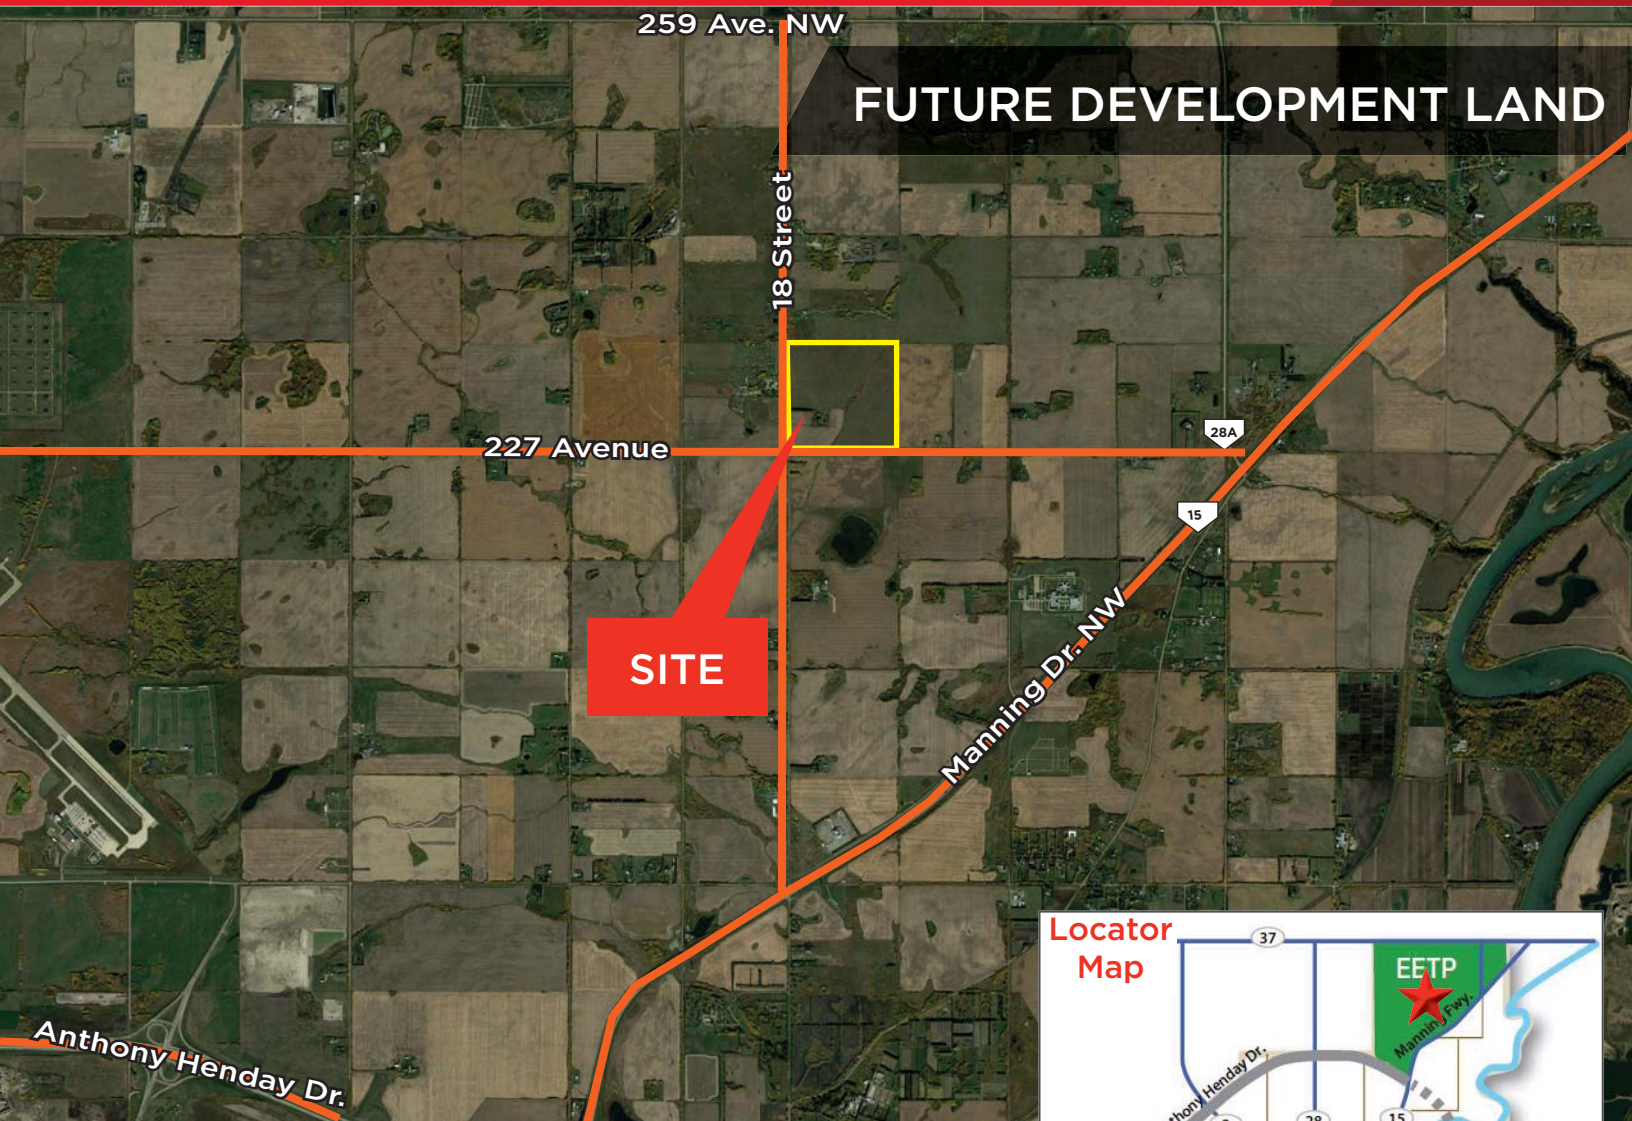 259 Ave. NW
FUTURE DEVELOPMENT LAND
18 Street
227 Avenue
28A
15
SITE
Manning Dr. NW
Anthony Henday Dr.
Locator
Map
37
EETP
Manning Fwy.
Henday Dr.
28
15